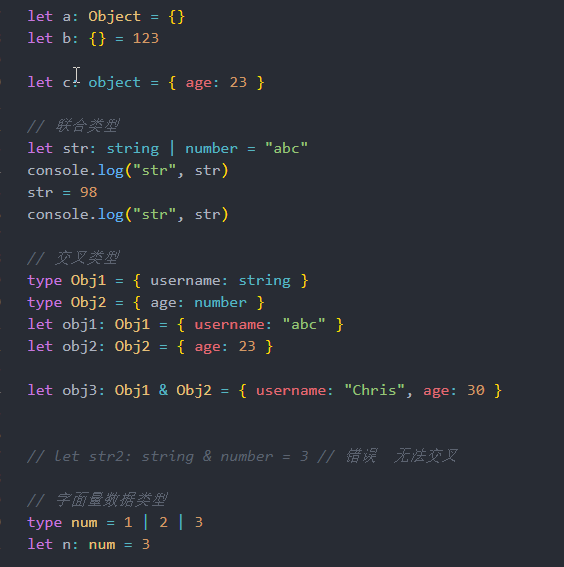 let a: Object = {}
let b: {} = 123
let c: object = { age: 23 }
// 联合类型
let str: string | number = "abc"
console.log("str", str)
str = 98
console.log("str", str)
// 交叉类型
type Obj1 = { username: string }
type Obj2 = { age: number }
let obj1: Obj1 = { username: "abc" }
let obj2: Obj2 = { age: 23 }
let obj3: Obj1 & Obj2 = { username: "Chris", age: 30 }
// let str2: string & number = 3 // 错误  无法交叉
// 字面量数据类型
type num = 1 | 2 | 3
let n: num = 3